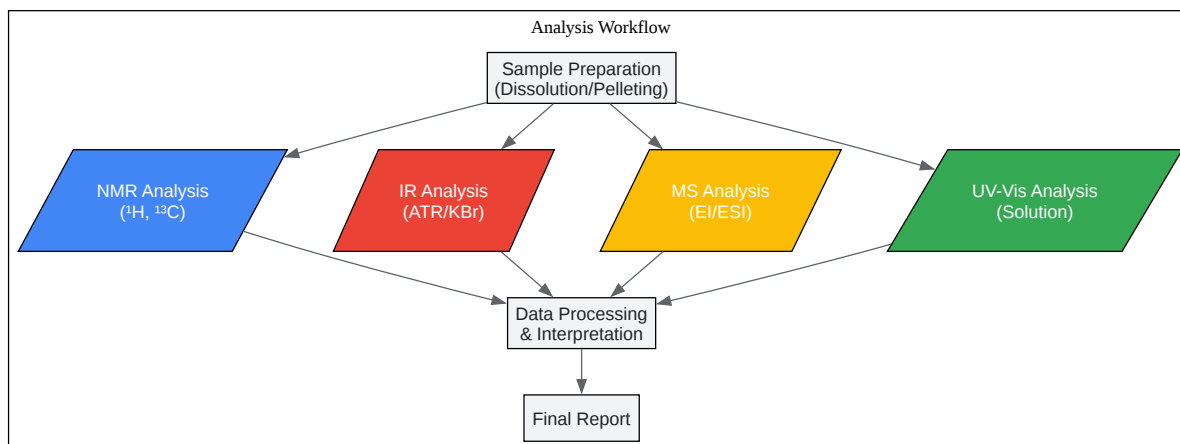 Analysis Workflow
Sample Preparation
(Dissolution/Pelleting)
NMR Analysis
(¹H, ¹³C)
IR Analysis
(ATR/KBr)
MS Analysis
(EI/ESI)
UV-Vis Analysis
(Solution)
Data Processing
& Interpretation
Final Report